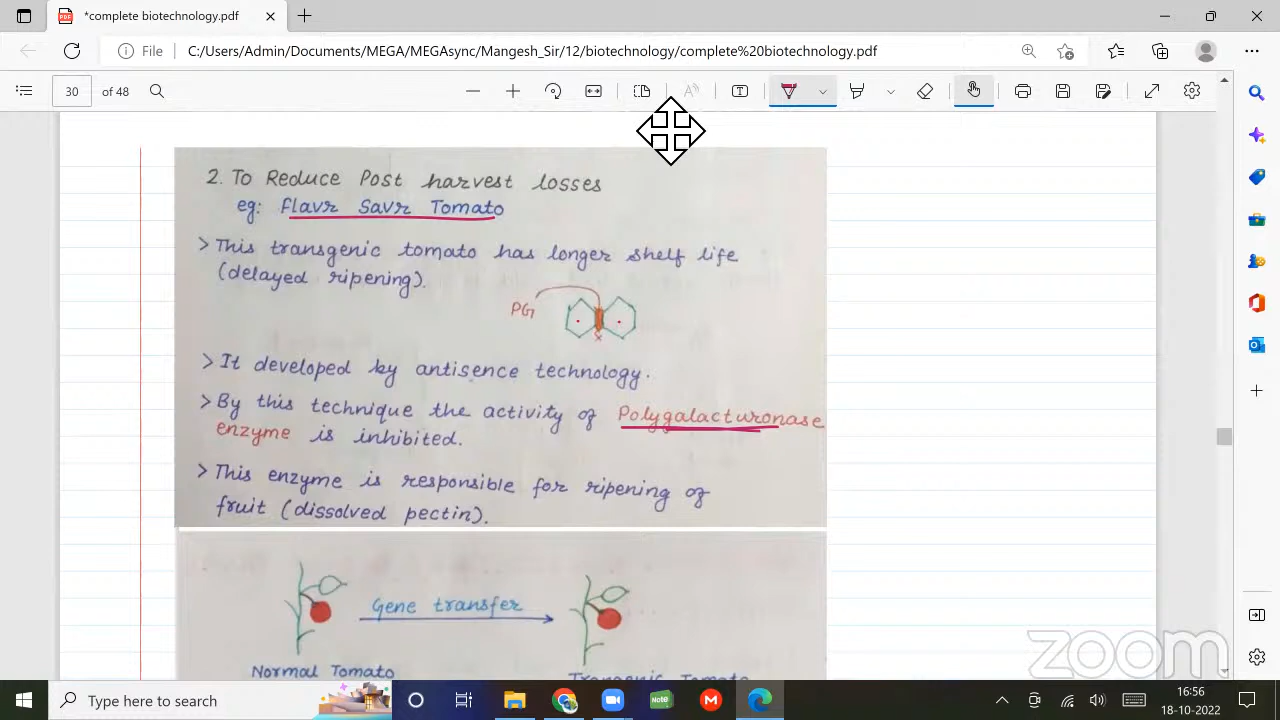 *complete biotechnology.pdf
File
C:/Users/Admin/Documents/MEGA/MEGAsync/Mangesh_Sir/12/biotechnology/complete%20biotechnology.pdf
30 of 48
2. To Reduce Post harvest losses
eg: Flavr Savr Tomato
> This transgenic tomato has longer shelf life
(delayed ripening).
PG
> It developed by antisence technology.
> By this technique the activity of Polygalacturonase
enzyme is inhibited.
> This enzyme is responsible for ripening of
fruit (dissolved pectin).
Gene transfer
Normal Tomato
Transgenic Tomato
zoom
Type here to search
Note
16:56
18-10-2022